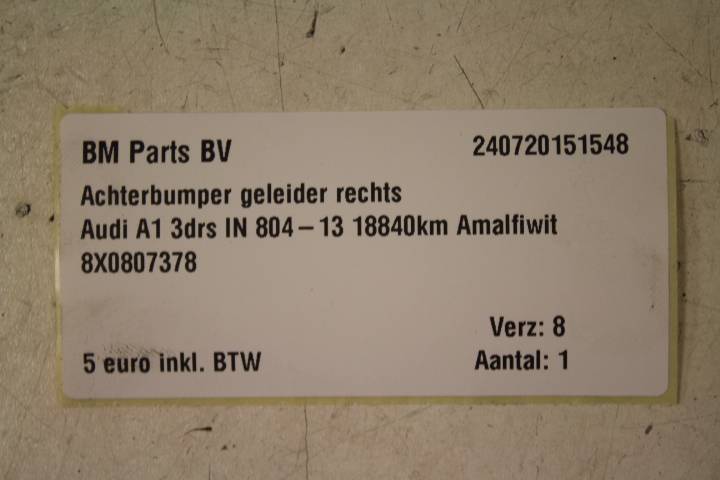 BM Parts BV 240720151548
Achterbumper geleider rechts
Audi A1 3drs IN 804-13 18840km Amalfiwit
8X0807378
Verz: 8
5 euro inkl. BTW Aantal: 1